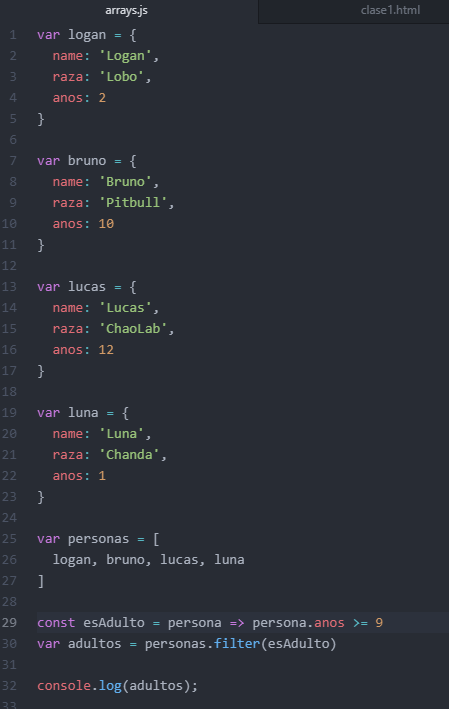 arrays.js clase1.html
1 var logan = {
2 name: 'Logan',
3 raza: 'Lobo',
4 anos: 2
5 }
6
7 var bruno = {
8 name: 'Bruno',
9 raza: 'Pitbull',
10 anos: 10
11 }
12
13 var lucas = {
14 name: 'Lucas',
15 raza: 'ChaoLab',
16 anos: 12
17 }
18
19 var luna = {
20 name: 'Luna',
21 raza: 'Chanda',
22 anos: 1
23 }
24
25 var personas = [
26 logan, bruno, lucas, luna
27 ]
28
29 const esAdulto = persona => persona.anos >= 9
30 var adultos = personas.filter(esAdulto)
31
32 console.log(adultos);
33